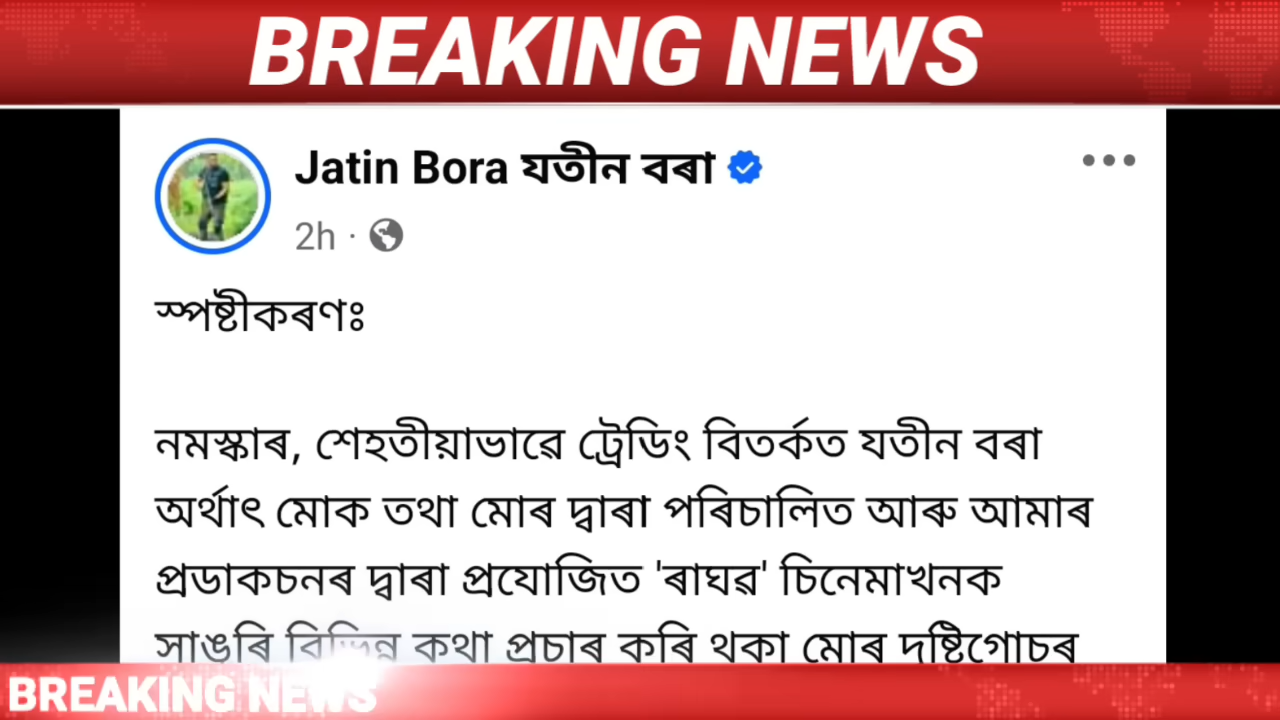 BREAKING NEWS
Jatin Bora যতীন বৰা
2h ·
স্পষ্টীকৰণঃ
নমস্কাৰ, শেহতীয়াভাৱে ট্ৰেডিং বিতৰ্কত যতীন বৰা
অৰ্থাৎ মোক তথা মোৰ দ্বাৰা পৰিচালিত আৰু আমাৰ
প্ৰডাকচনৰ দ্বাৰা প্ৰযোজিত 'ৰাঘৱ' চিনেমাখনক
সাঙুৰি বিভিন্ন কথা প্ৰচাৰ কৰি থকা মোৰ দৃষ্টিগোচৰ
BREAKING NEWS